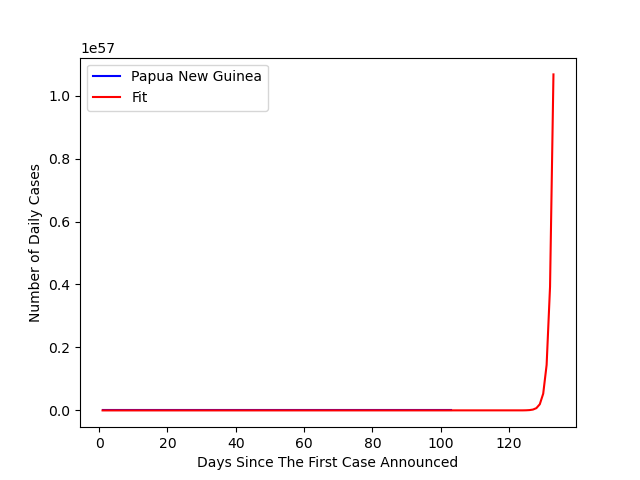 1e57
Papua New Guinea
Fit
1.0
0.8
0.6
0.4
0.2
0.0
Number of Daily Cases
0 20 40 60 80 100 120
Days Since The First Case Announced